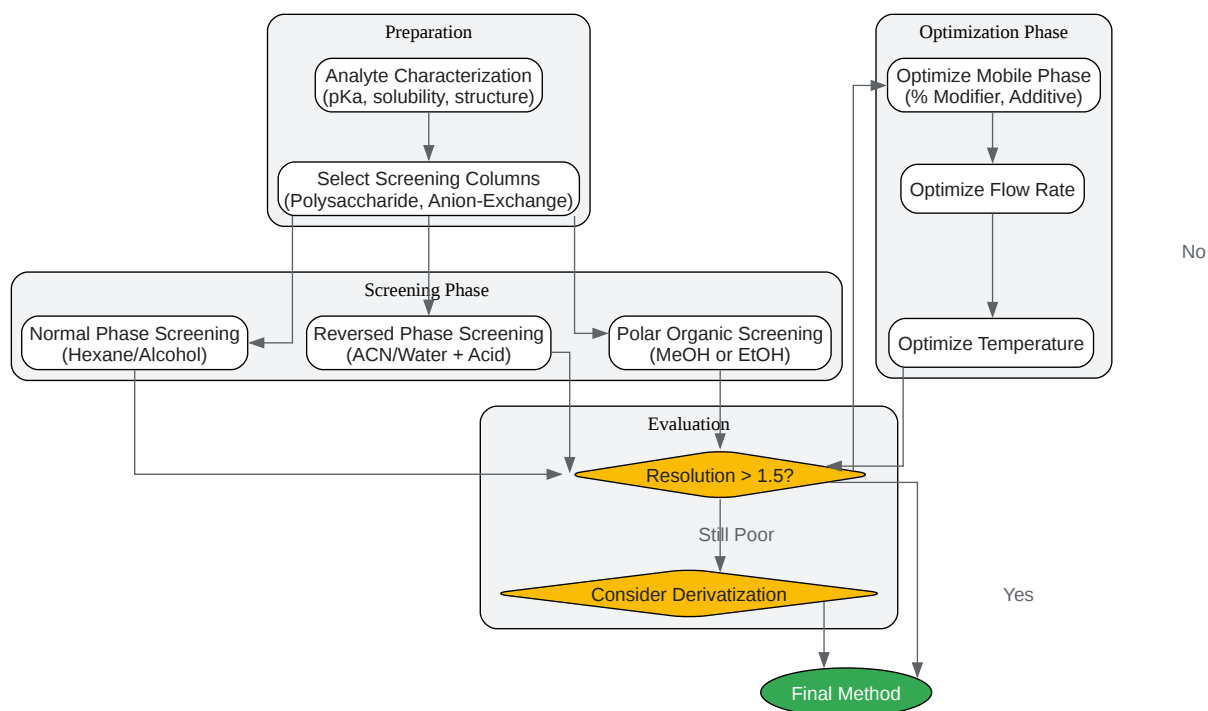 Preparation
Analyte Characterization
(pKa, solubility, structure)
Select Screening Columns
(Polysaccharide, Anion-Exchange)
Optimization Phase
Optimize Mobile Phase
(% Modifier, Additive)
Optimize Flow Rate
Optimize Temperature
No
Screening Phase
Normal Phase Screening
(Hexane/Alcohol)
Reversed Phase Screening
(ACN/Water + Acid)
Polar Organic Screening
(MeOH or EtOH)
Evaluation
Resolution > 1.5?
Still Poor
Consider Derivatization
Yes
Final Method